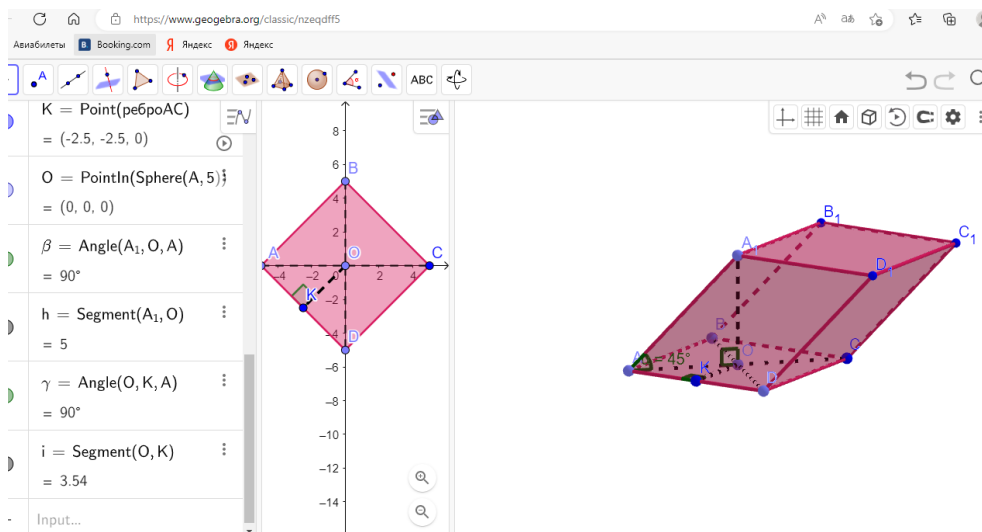 https://www.geogebra.org/classic/nzeqdff5
Авиабилеты B. Booking.com Я Яндекс Я Яндекс
A ABC
K = Point(реброAC)
= (-2.5, -2.5, 0)
O = PointIn(Sphere(A, 5))
= (0, 0, 0)
β = Angle(A₁, O, A)
= 90°
h = Segment(A₁, O)
= 5
γ = Angle(O, K, A)
= 90°
i = Segment(O, K)
= 3.54
Input...
8
6
B
4
2
A O C
−4 −2 0 2 4
K
−2
−4
D
−6
−8
−10
−12
−14
B₁
C₁
A₁
D₁
B
O C
A = 45°
K
D